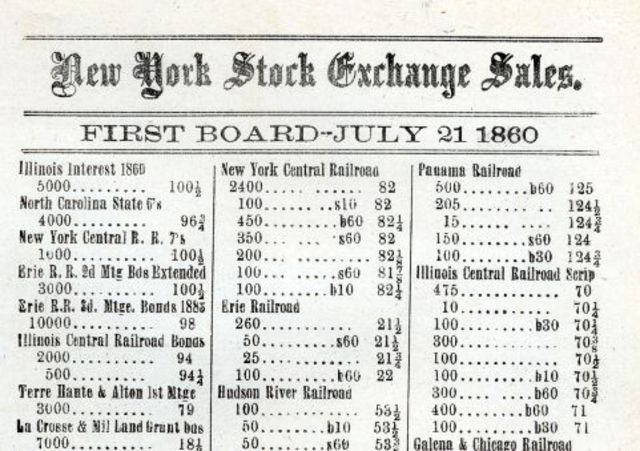 New York Stock Exchange Sales.
FIRST BOARD--JULY 21 1860
Illinois Interest 1860
5000......... 100½
North Carolina State 6's
4000......... 96¾
New York Central R. R. 7's
1000......... 100½
Erie R. R. 2d Mtg Bds Extended
3000......... 100½
Erie R.R. 3d. Mtge. Bonds 1883
10000......... 98
Illinois Central Railroad Bonds
2000......... 94
500......... 94¼
Terre Haute & Alton 1st Mtge
3000......... 79
La Crosse & Mil Land Grant bds
7000......... 18½
New York Central Railroad
2400..... ...... 82
100.........s10 82
450.........b60 82¼
350.........s60 82
200......... 82⅛
100.........s60 81⅞
100.........b10 82¼
Erie Railroad
260............ 21½
50.........s60 21½
25............ 21¾
100.........b60 22
Hudson River Railroad
100............ 53½
50.........b10 53½
50.........s60
Panama Railroad
500.........b60 125
205......... .. 124½
15............ 124¾
150.........s60 124
100.........b30 124¾
Illinois Central Railroad Scrip
475............ 70
10............ 70¼
100.........b30 70¼
300............ 70⅜
100............ 70½
100.........b10 70½
300.........b60 70¾
400.........b60 71
100.........b30 71
Galena & Chicago Railroad